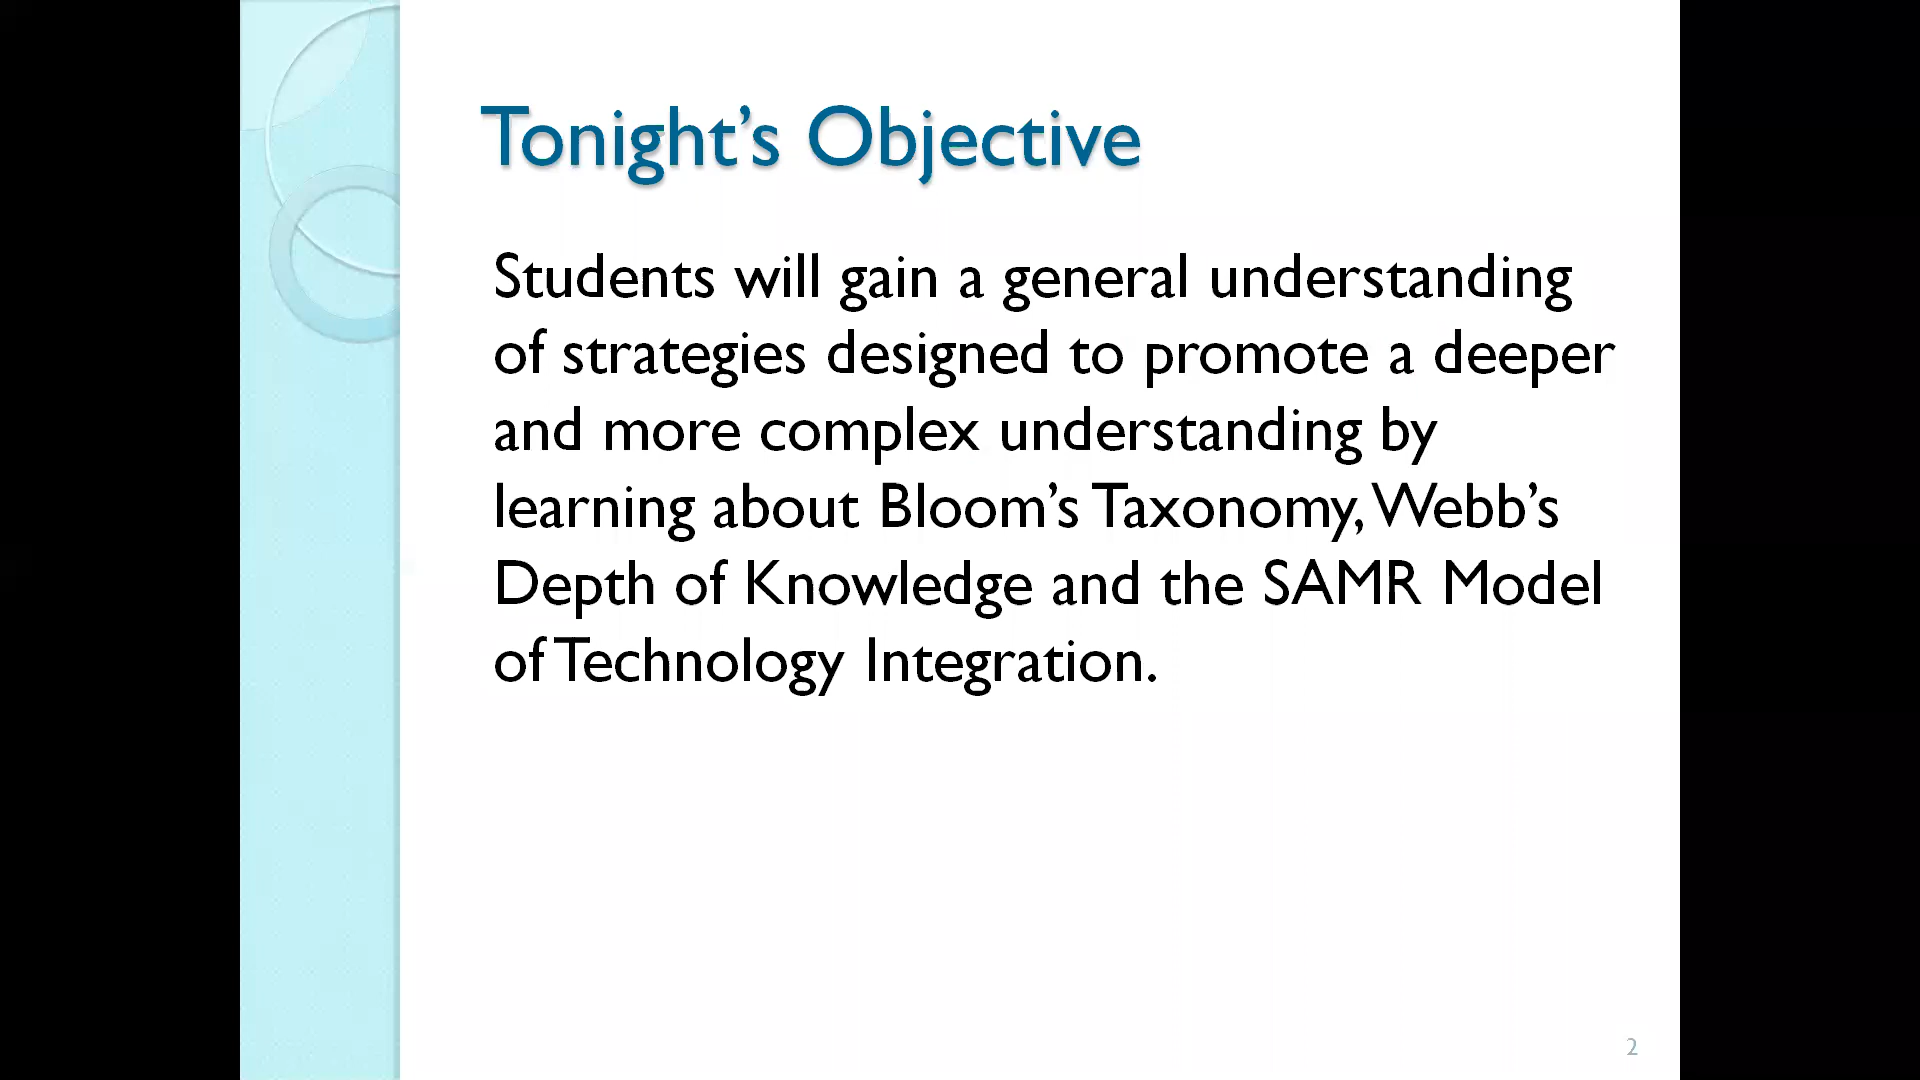 Tonight’s Objective
Students will gain a general understanding
of strategies designed to promote a deeper
and more complex understanding by
learning about Bloom’s Taxonomy, Webb’s
Depth of Knowledge and the SAMR Model
of Technology Integration.
2